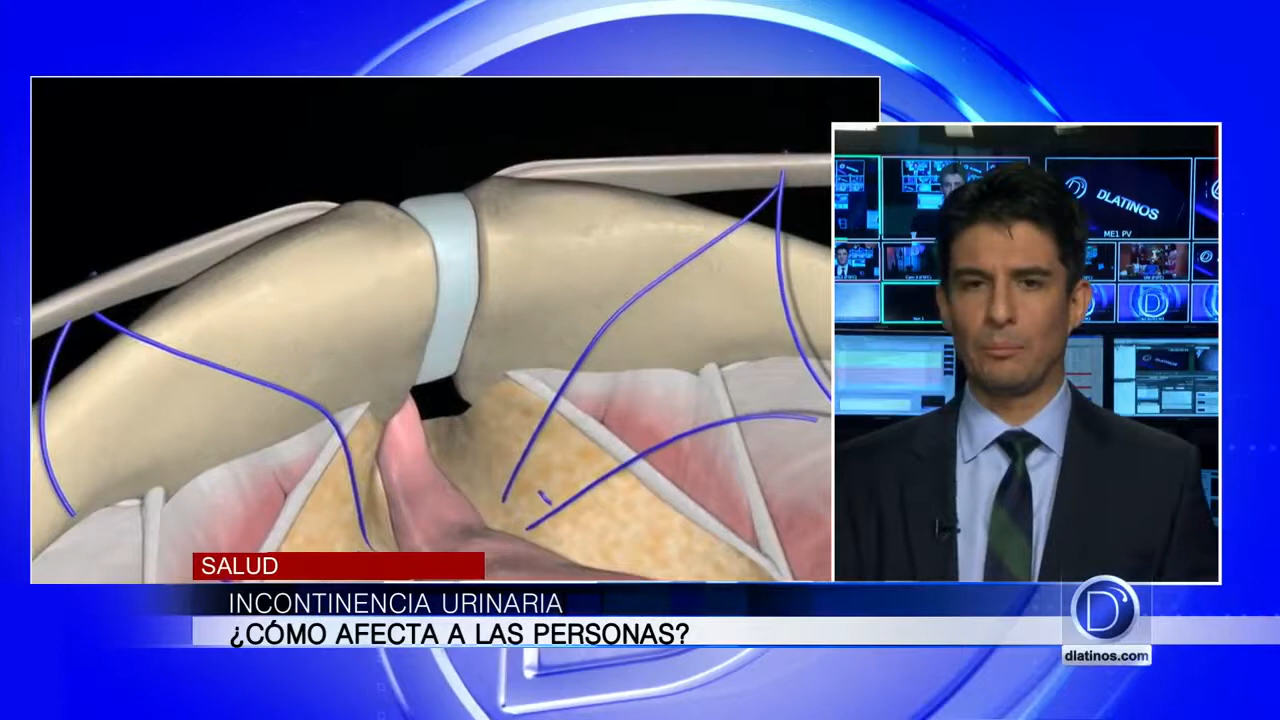 DLATINOS
ME1 PV
SALUD
INCONTINENCIA URINARIA
¿CÓMO AFECTA A LAS PERSONAS?
D
dlatinos.com